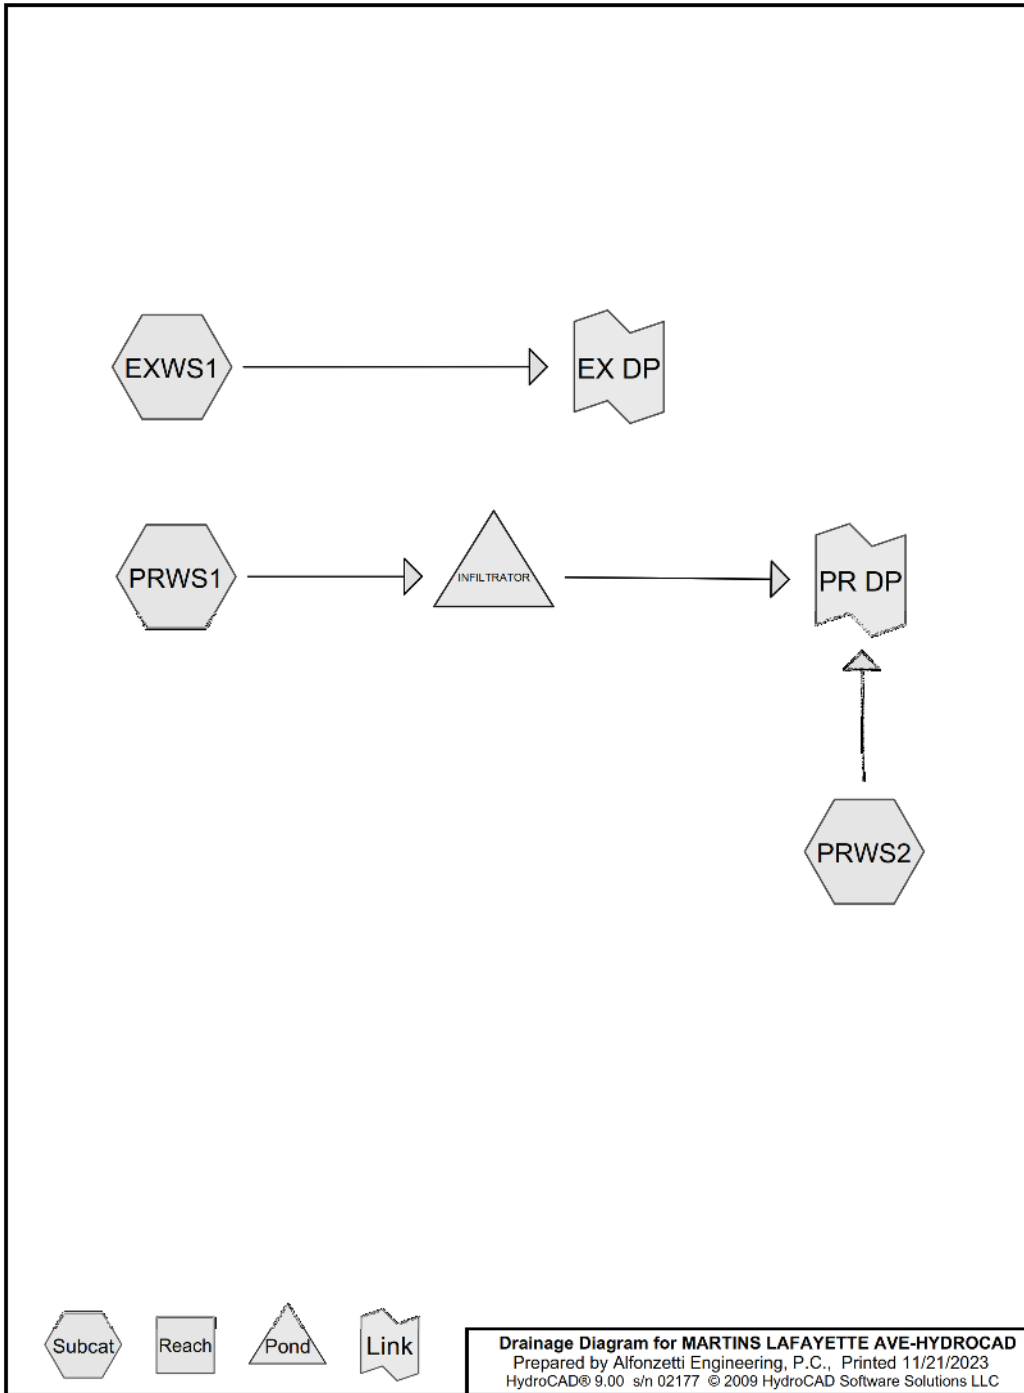 EXWS1
EX DP
PRWS1
INFILTRATOR
PR DP
PRWS2
Subcat
Reach
Pond
Link
Drainage Diagram for MARTINS LAFAYETTE AVE-HYDROCAD
Prepared by Alfonzetti Engineering, P.C., Printed 11/21/2023
HydroCAD® 9.00 s/n 02177 © 2009 HydroCAD Software Solutions LLC